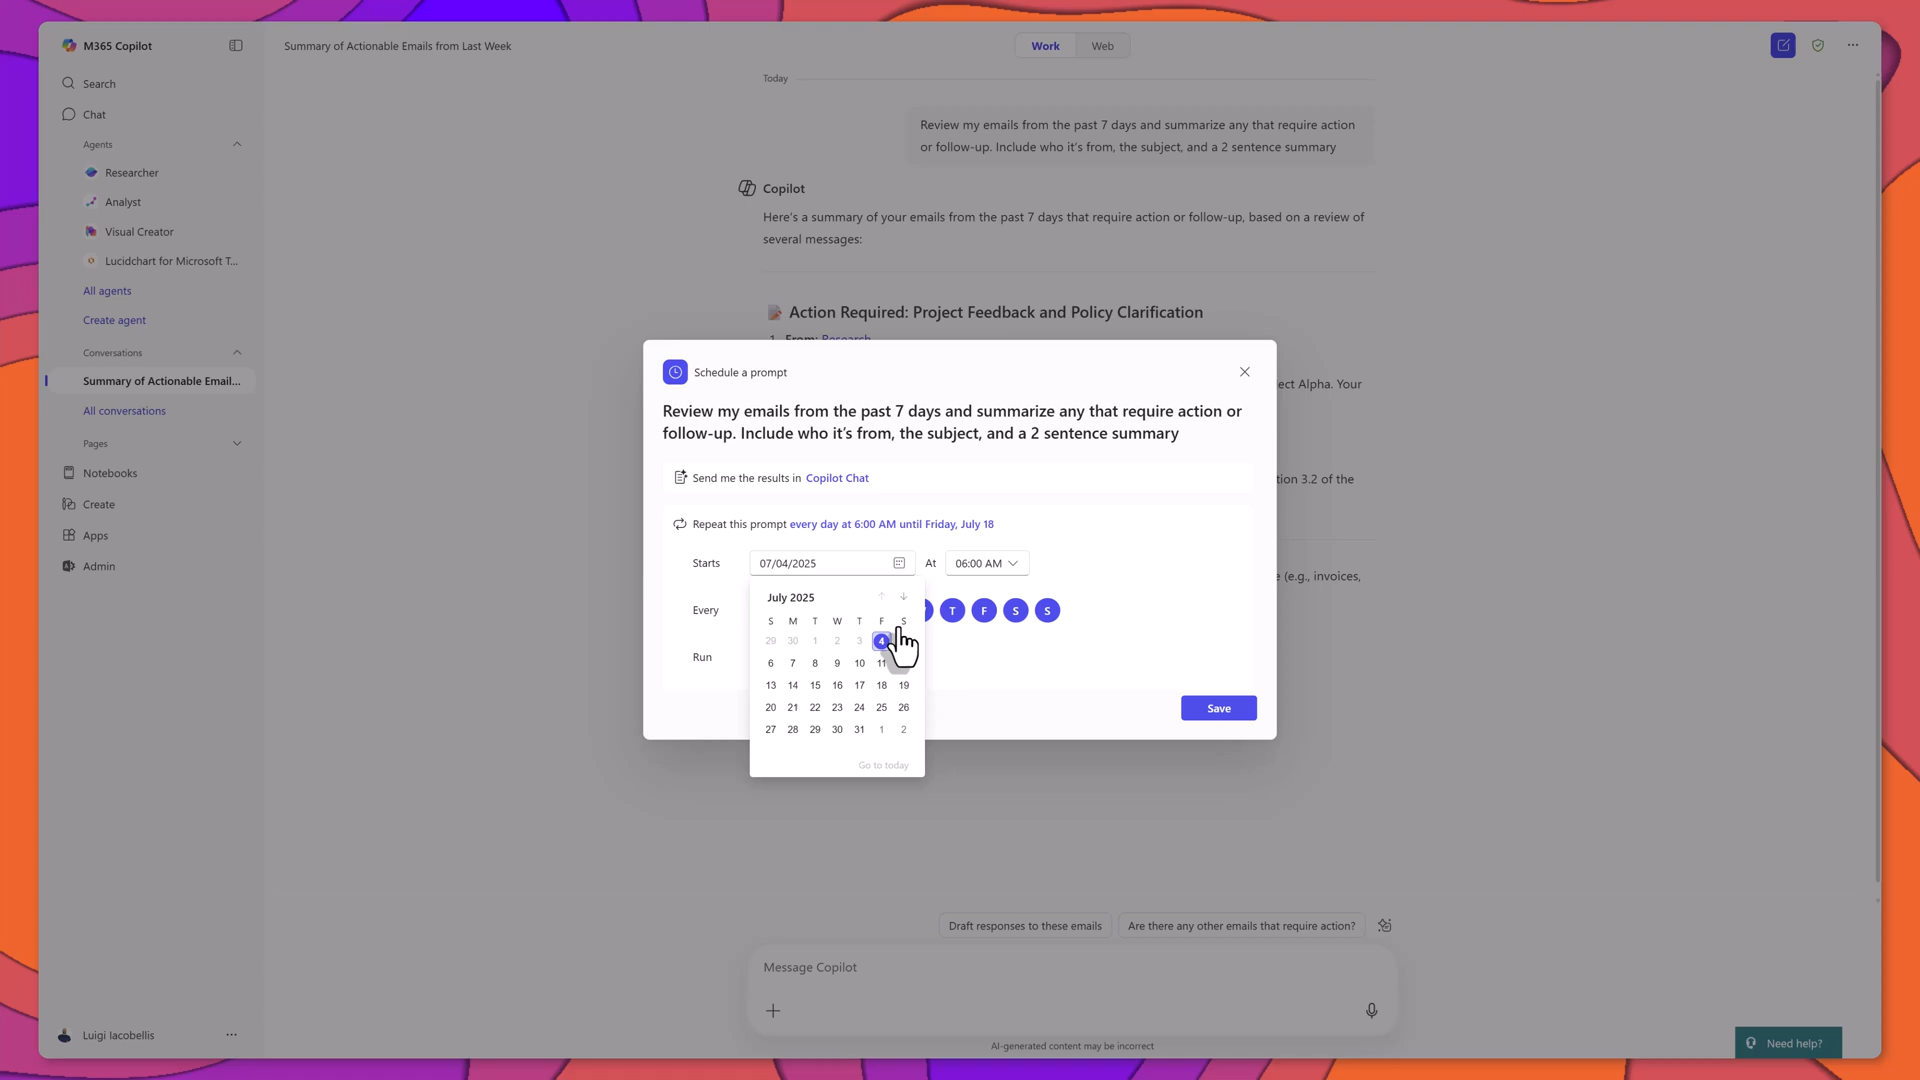 M365 Copilot
Search
Chat
Agents
Researcher
Analyst
Visual Creator
Lucidchart for Microsoft T...
All agents
Create agent
Conversations
Summary of Actionable Email...
All conversations
Pages
Notebooks
Create
Apps
Admin
Luigi Iacobellis
Summary of Actionable Emails from Last Week
Work Web
Today
Review my emails from the past 7 days and summarize any that require action
or follow-up. Include who it's from, the subject, and a 2 sentence summary
Copilot
Here's a summary of your emails from the past 7 days that require action or follow-up, based on a review of
several messages:
Action Required: Project Feedback and Policy Clarification
1. From: Research
ect Alpha. Your
tion 3.2 of the
e (e.g., invoices,
Schedule a prompt
Review my emails from the past 7 days and summarize any that require action or
follow-up. Include who it's from, the subject, and a 2 sentence summary
Send me the results in Copilot Chat
Repeat this prompt every day at 6:00 AM until Friday, July 18
Starts 07/04/2025 At 06:00 AM
Every T F S S
Run
July 2025
S M T W T F S
29 30 1 2 3 4
6 7 8 9 10 11
13 14 15 16 17 18 19
20 21 22 23 24 25 26
27 28 29 30 31 1 2
Go to today
Save
Draft responses to these emails
Are there any other emails that require action?
Message Copilot
AI-generated content may be incorrect
Need help?